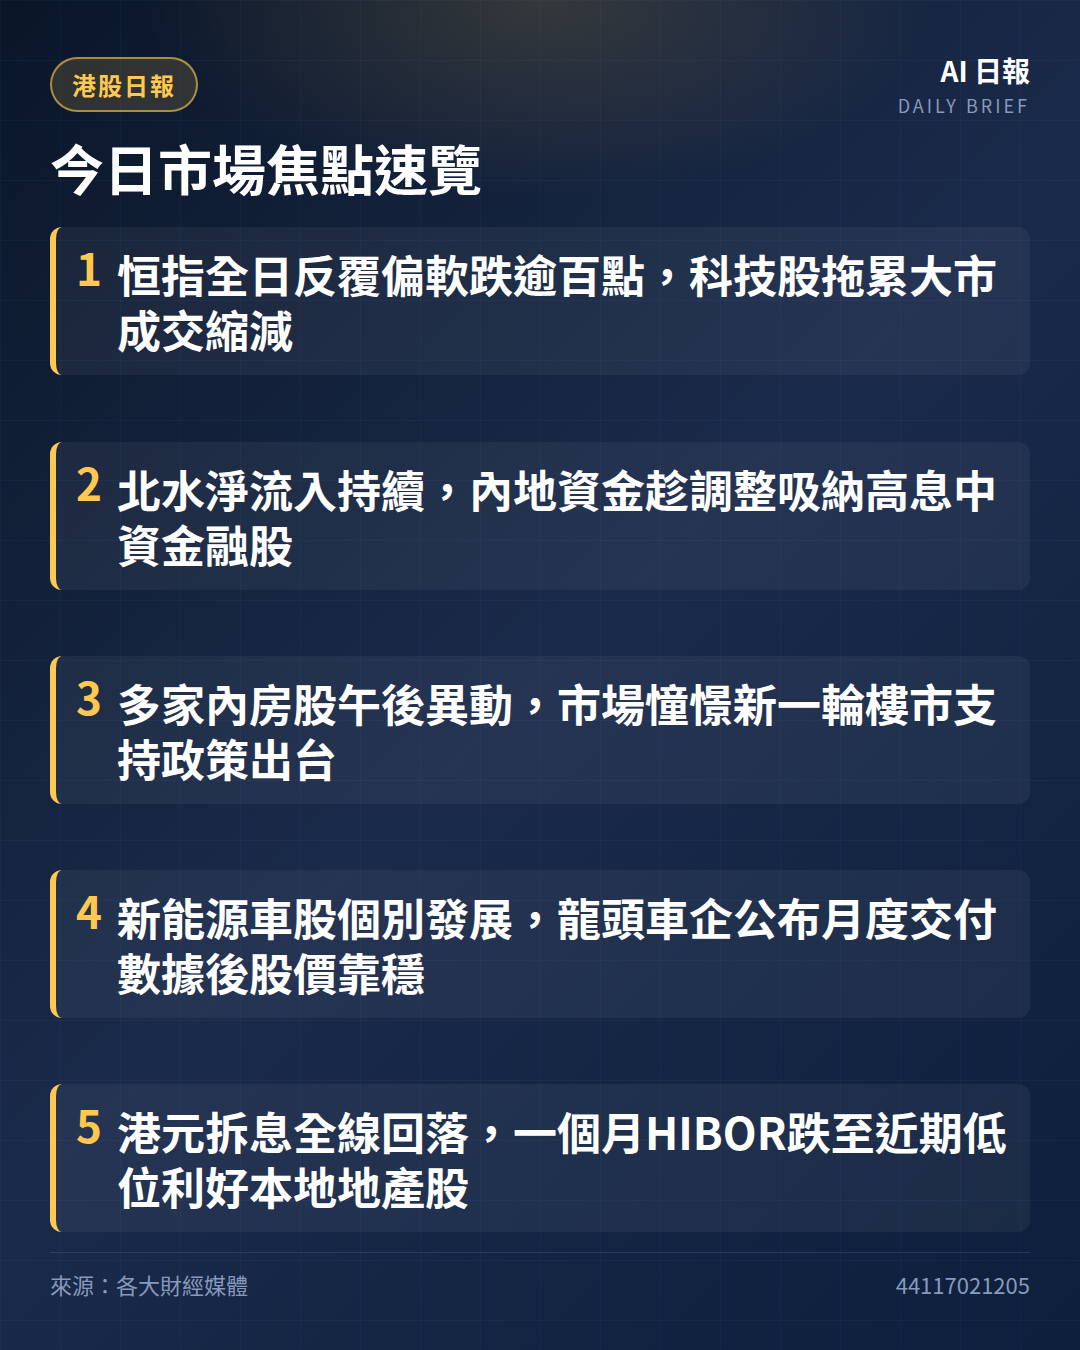 港股日報
AI 日報
DAILY BRIEF
今日市場焦點速覽
1 恒指全日反覆偏軟跌逾百點，科技股拖累大市
成交縮減
2 北水淨流入持續，內地資金趁調整吸納高息中
資金融股
3 多家內房股午後異動，市場憧憬新一輪樓市支
持政策出台
4 新能源車股個別發展，龍頭車企公布月度交付
數據後股價靠穩
5 港元拆息全線回落，一個月HIBOR跌至近期低
位利好本地地產股
來源：各大財經媒體
44117021205